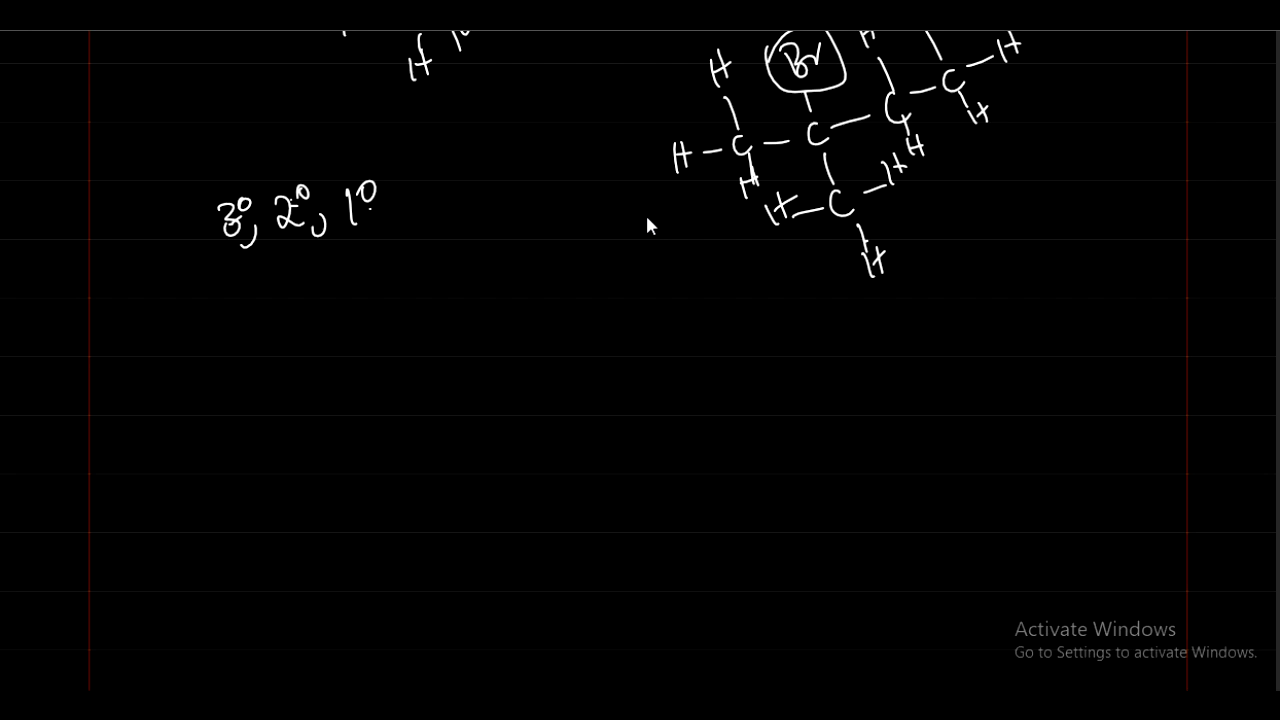 H
H Br H H
C C
H C C H
H H H
H C H
3°, 2°, 1°
H
Activate Windows
Go to Settings to activate Windows.